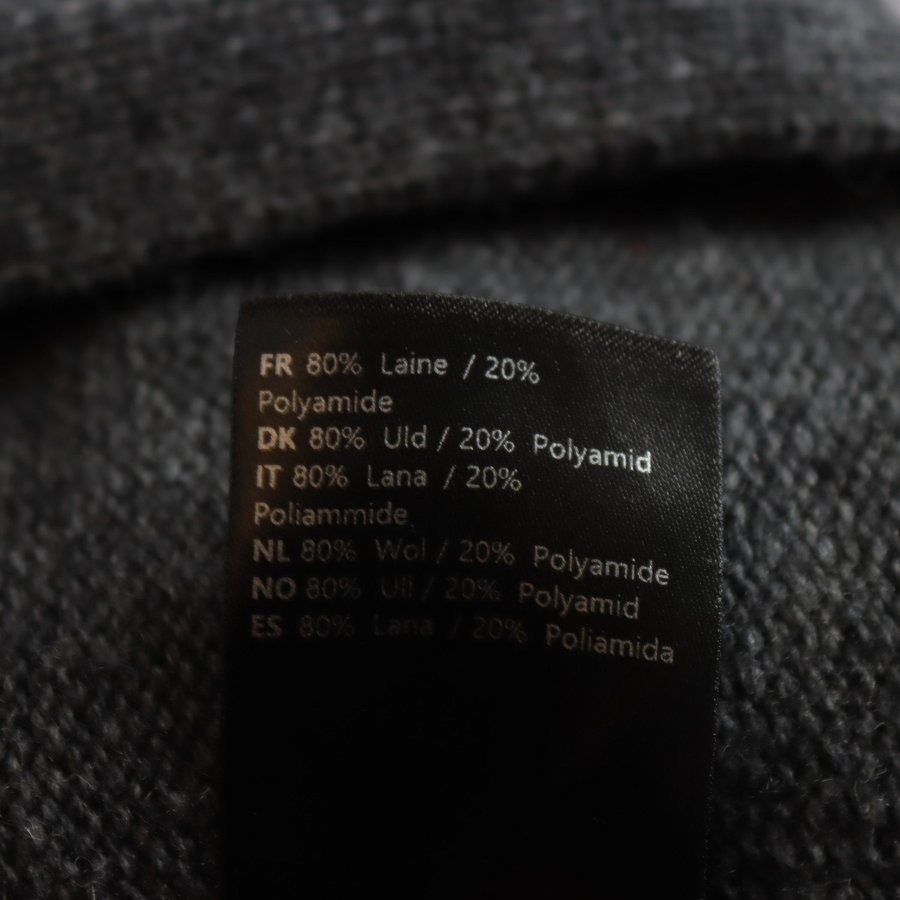 FR 80% Laine / 20%
Polyamide
DK 80% Uld / 20% Polyamid
IT 80% Lana / 20%
Poliammide
NL 80% Wol / 20% Polyamide
NO 80% Ull / 20% Polyamid
ES 80% Lana / 20% Poliamida